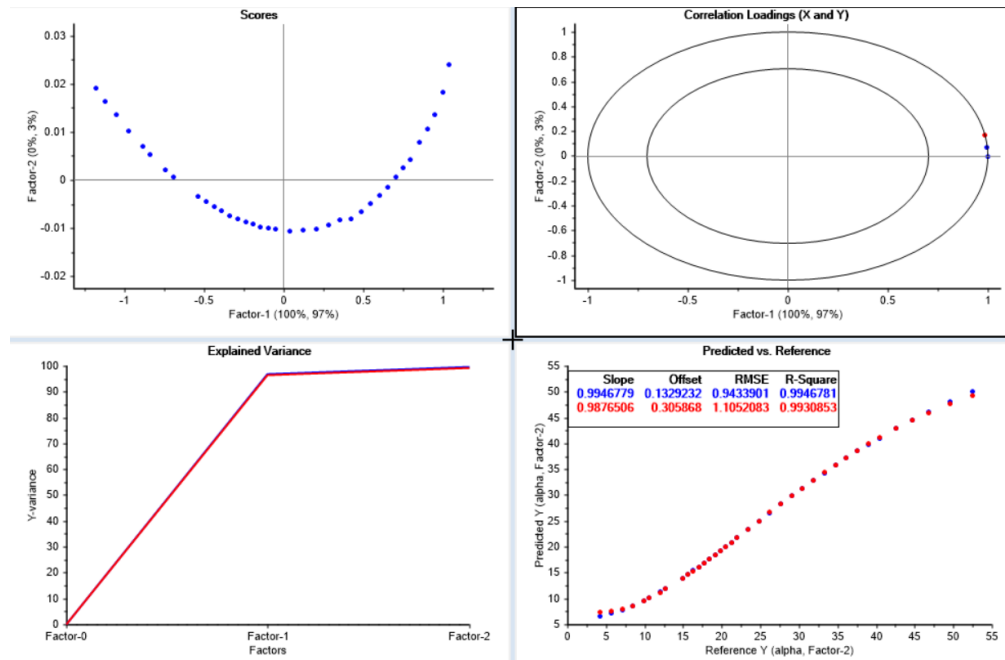 Scores
0.03
0.02
0.01
0
-0.01
-0.02
Factor-2 (0%, 3%)
-1
-0.5
0
0.5
1
Factor-1 (100%, 97%)
Correlation Loadings (X and Y)
1
0.8
0.6
0.4
0.2
0
-0.2
-0.4
-0.6
-0.8
-1
Factor-2 (0%, 3%)
-1
-0.5
0
0.5
1
Factor-1 (100%, 97%)
Explained Variance
100
90
80
70
60
50
40
30
20
10
0
Y-variance
Factor-0
Factor-1
Factor-2
Factors
Predicted vs. Reference
Slope Offset RMSE R-Square
0.9946779 0.1329232 0.9433901 0.9946781
0.9876506 0.305868 1.1052083 0.9930853
55
50
45
40
35
30
25
20
15
10
5
Predicted Y (alpha, Factor-2)
0 5 10 15 20 25 30 35 40 45 50 55
Reference Y (alpha, Factor-2)